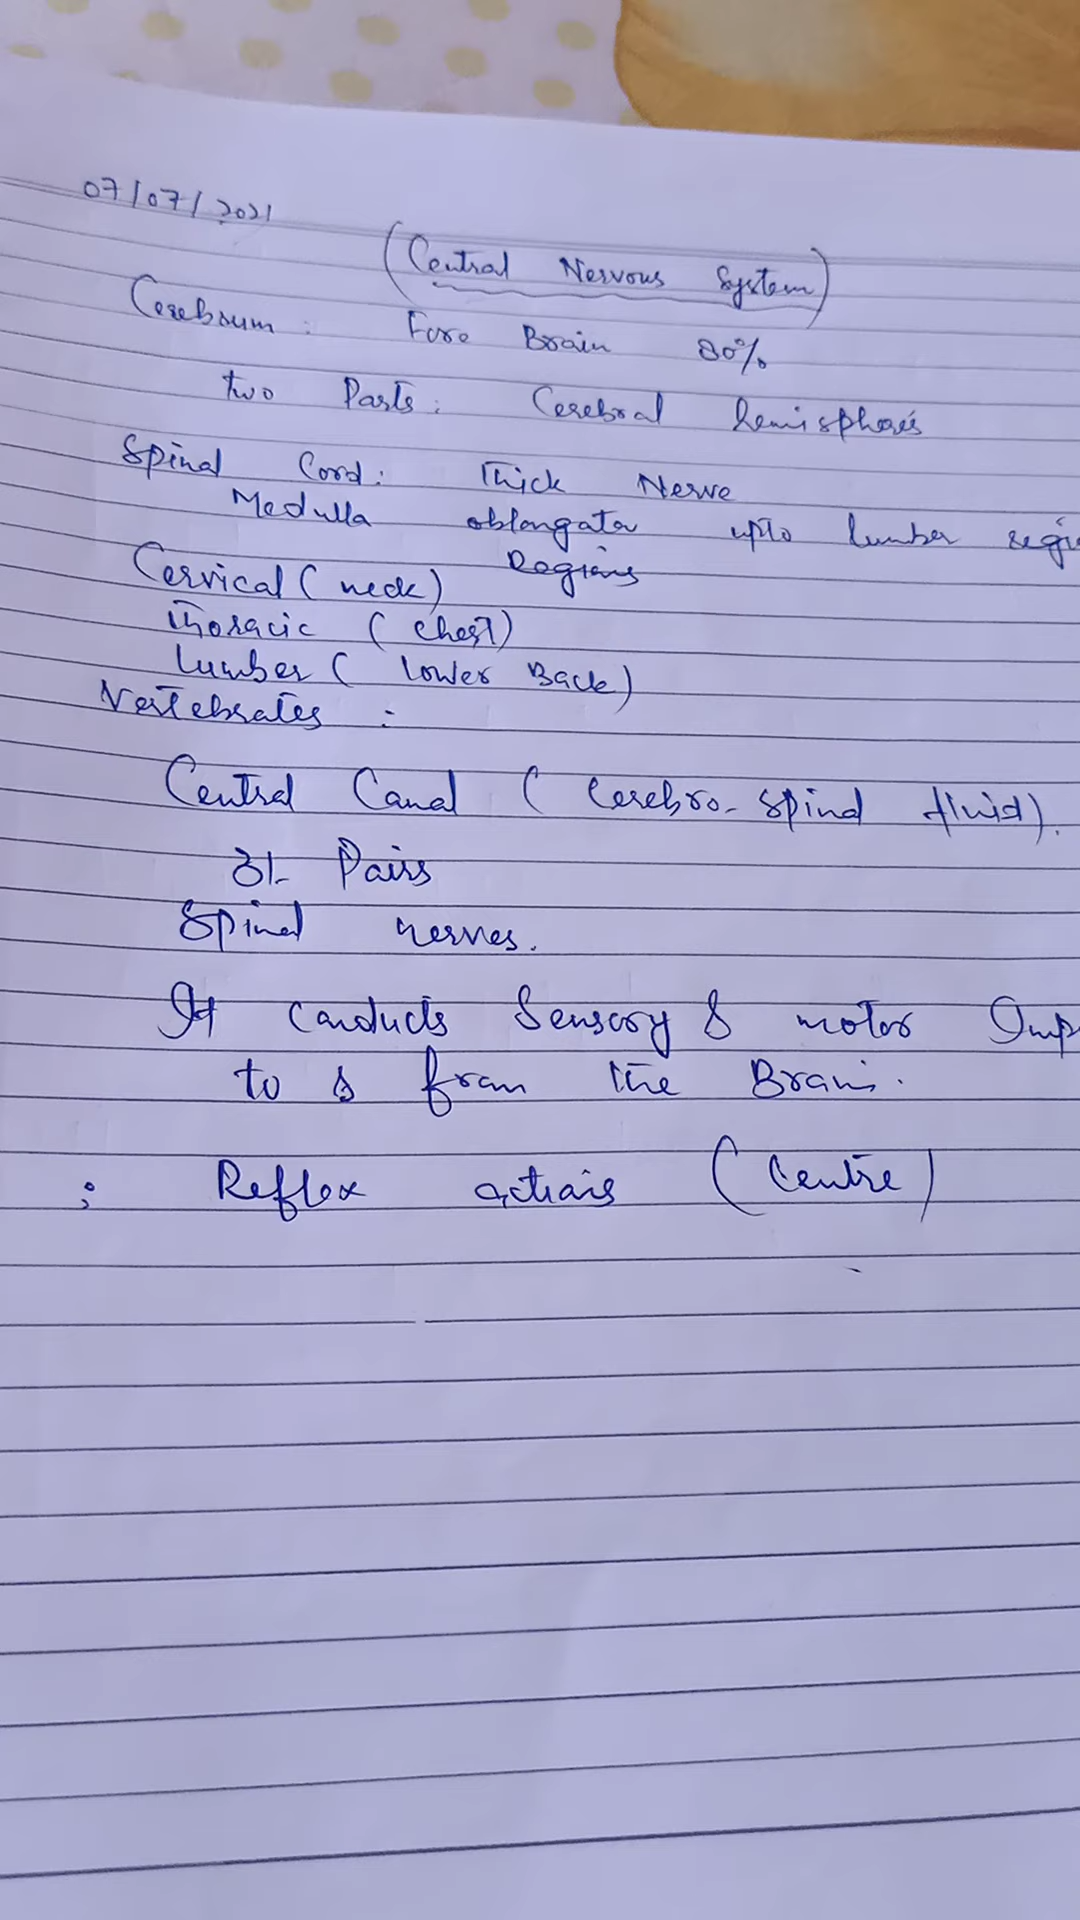 07/07/2021
(Central Nervous System)
Cerebrum: Fore Brain 80%
two Parts: Cerebral hemispheres
Spinal Cord: Thick Nerve
Medulla oblongata upto lumber regi
Regions
Cervical (neck)
Thoracic (chest)
Lumber (lower Back)
Vertebrates :
Central Canal (Cerebro-spinal fluid).
31 Pairs
Spinal nerves.
It conducts Sensory & motor Imp
to & from the Brain.
; Reflex actions (Centre)